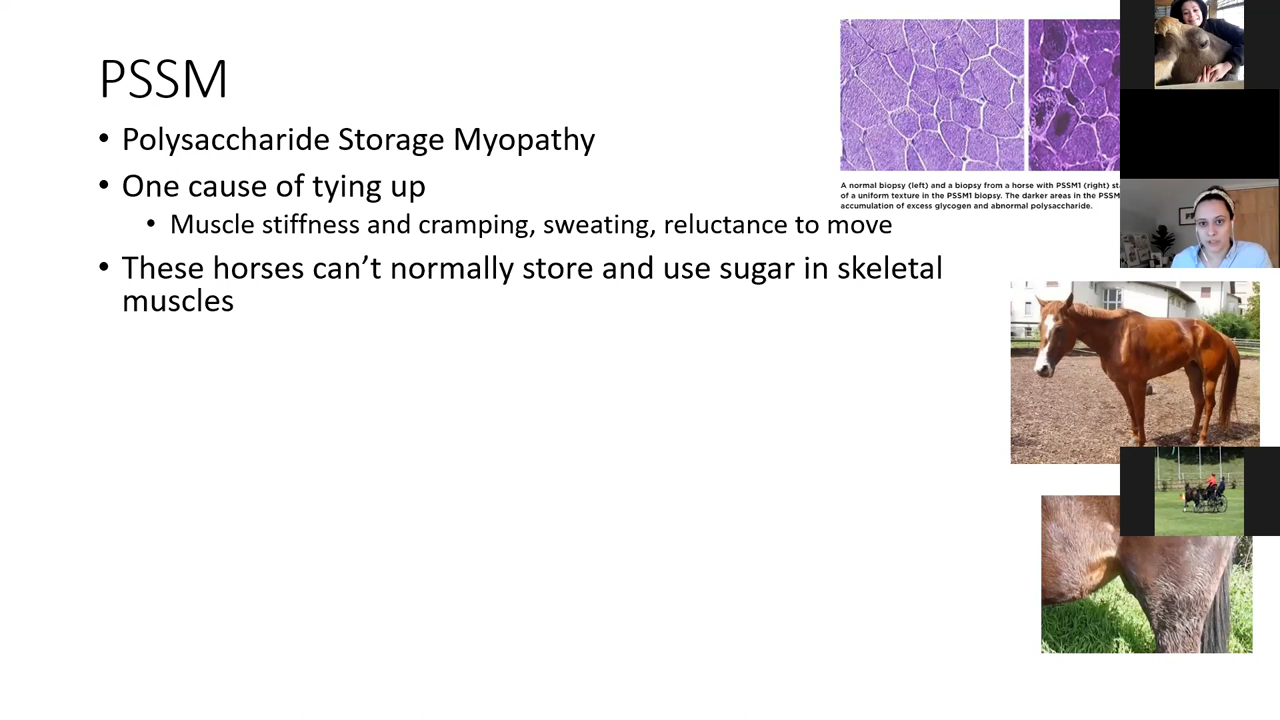 PSSM
• Polysaccharide Storage Myopathy
• One cause of tying up
• Muscle stiffness and cramping, sweating, reluctance to move
• These horses can’t normally store and use sugar in skeletal
muscles
A normal biopsy (left) and a biopsy from a horse with PSSM1 (right)
of a uniform texture in the PSSM1 biopsy. The darker areas in the PSSM
accumulation of excess glycogen and abnormal polysaccharide.